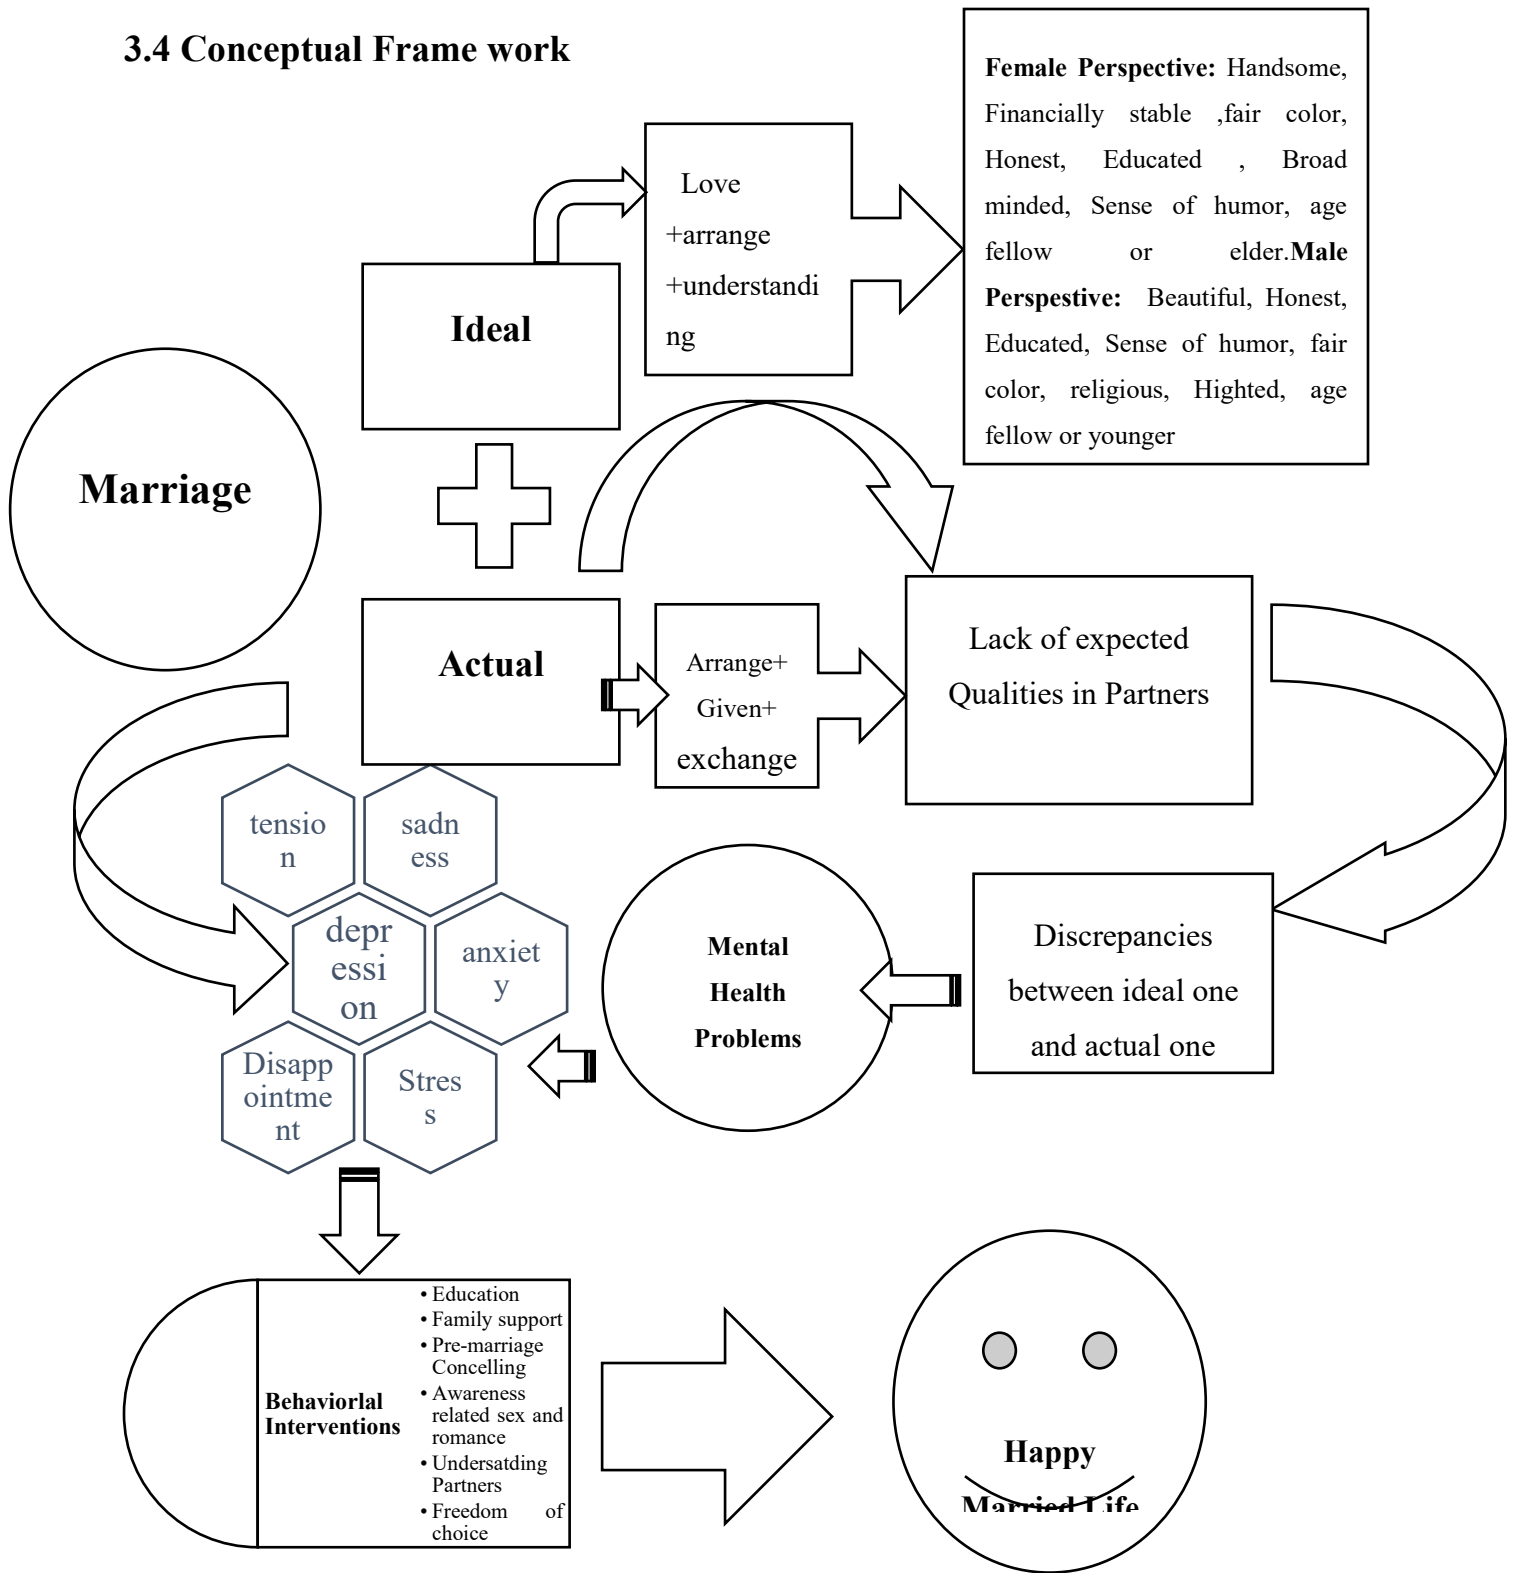 3.4 Conceptual Frame work
Female Perspective: Handsome,
Financially stable ,fair color,
Honest, Educated , Broad
minded, Sense of humor, age
fellow or elder.Male
Perspestive: Beautiful, Honest,
Educated, Sense of humor, fair
color, religious, Highted, age
fellow or younger
Love
+arrange
+understandi
ng
Ideal
Marriage
Actual
Arrange+
Given+
exchange
Lack of expected
Qualities in Partners
tensio
n
sadn
ess
depr
essi
on
anxiet
y
Disapp
ointme
nt
Stres
s
Mental
Health
Problems
Discrepancies
between ideal one
and actual one
Behaviorlal
Interventions
• Education
• Family support
• Pre-marriage
Concelling
• Awareness
related sex and
romance
• Undersatding
Partners
• Freedom of
choice
Happy
Married Life